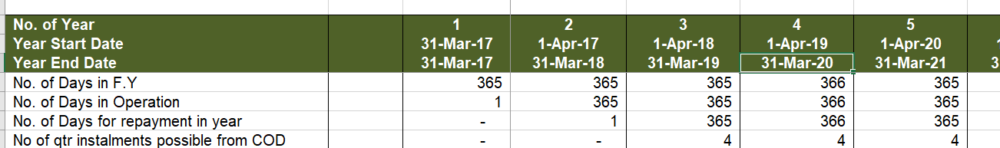 No. of Year 1 2 3 4 5
Year Start Date 31-Mar-17 1-Apr-17 1-Apr-18 1-Apr-19 1-Apr-20
Year End Date 31-Mar-17 31-Mar-18 31-Mar-19 31-Mar-20 31-Mar-21
No. of Days in F.Y 365 365 365 366 365
No. of Days in Operation 1 365 365 366 365
No. of Days for repayment in year - 1 365 366 365
No of qtr instalments possible from COD - - 4 4 4